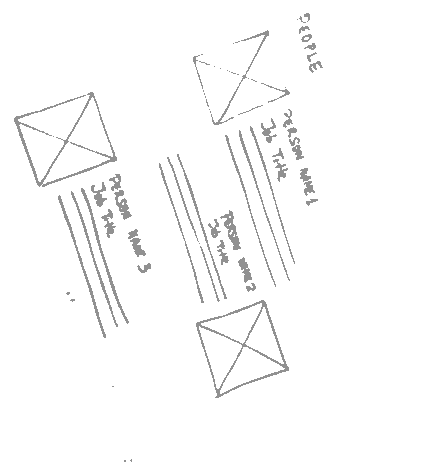 PEOPLE
PERSON NAME 1
Job Title
PERSON NAME 2
Job Title
PERSON NAME 3
Job Title